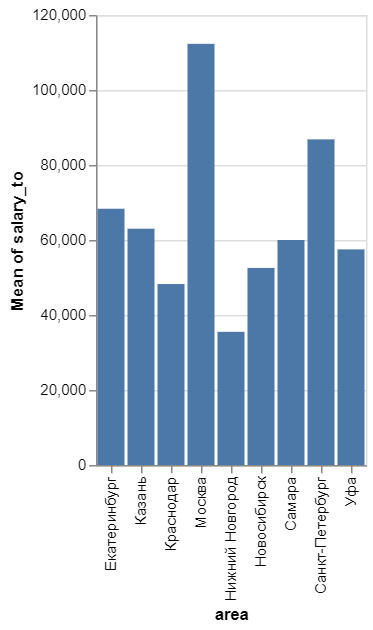 120,000
100,000
80,000
60,000
40,000
20,000
0
Mean of salary_to
Екатеринбург
Казань
Краснодар
Москва
Нижний Новгород
Новосибирск
Самара
Санкт-Петербург
Уфа
area